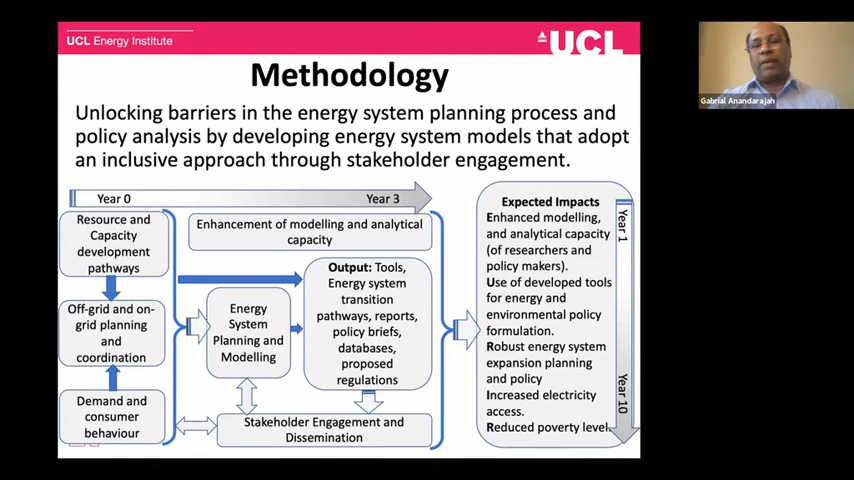 UCL Energy Institute
UCL
Methodology
Unlocking barriers in the energy system planning process and
policy analysis by developing energy system models that adopt
an inclusive approach through stakeholder engagement.
Year 0
Year 3
Resource and
Capacity
development
pathways
Off-grid and on-
grid planning
and
coordination
Demand and
consumer
behaviour
Enhancement of modelling and analytical
capacity
Energy
System
Planning and
Modelling
Output: Tools,
Energy system
transition
pathways, reports,
policy briefs,
databases,
proposed
regulations
Stakeholder Engagement and
Dissemination
Expected Impacts
Enhanced modelling,
and analytical capacity
(of researchers and
policy makers).
Use of developed tools
for energy and
environmental policy
formulation.
Robust energy system
expansion planning
and policy
Increased electricity
access.
Reduced poverty level.
Year 1
Year 10
Gabrial Anandarajah